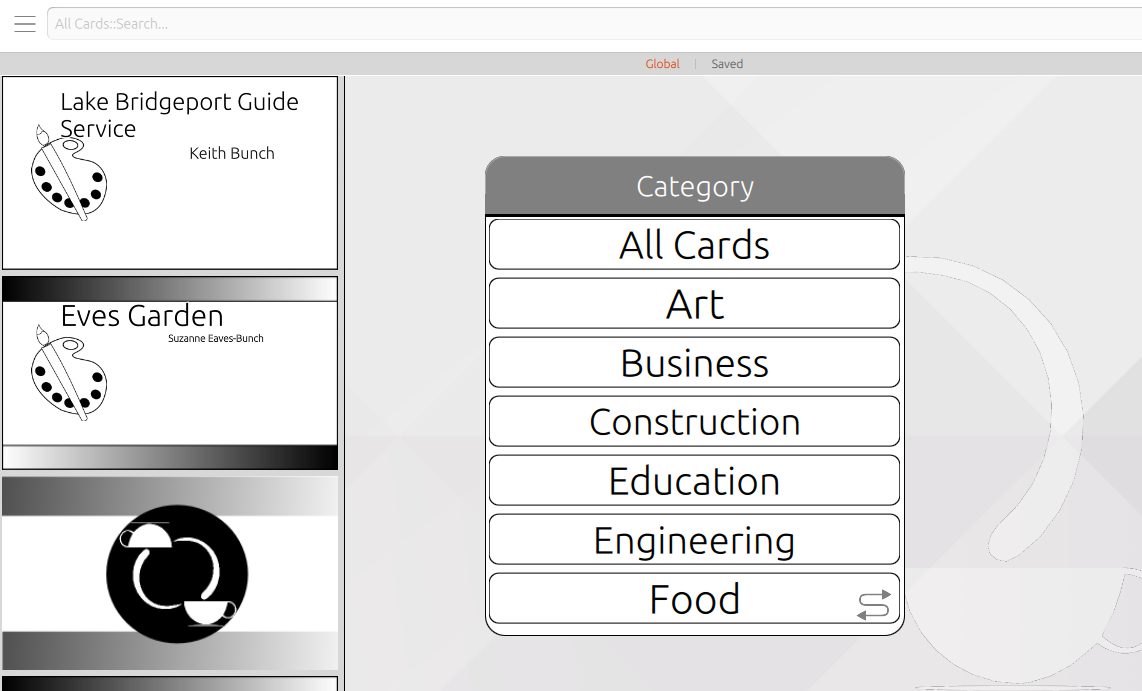 All Cards::Search...
Global | Saved
Lake Bridgeport Guide
Service
Keith Bunch
Eves Garden
Suzanne Eaves-Bunch
Category
All Cards
Art
Business
Construction
Education
Engineering
Food